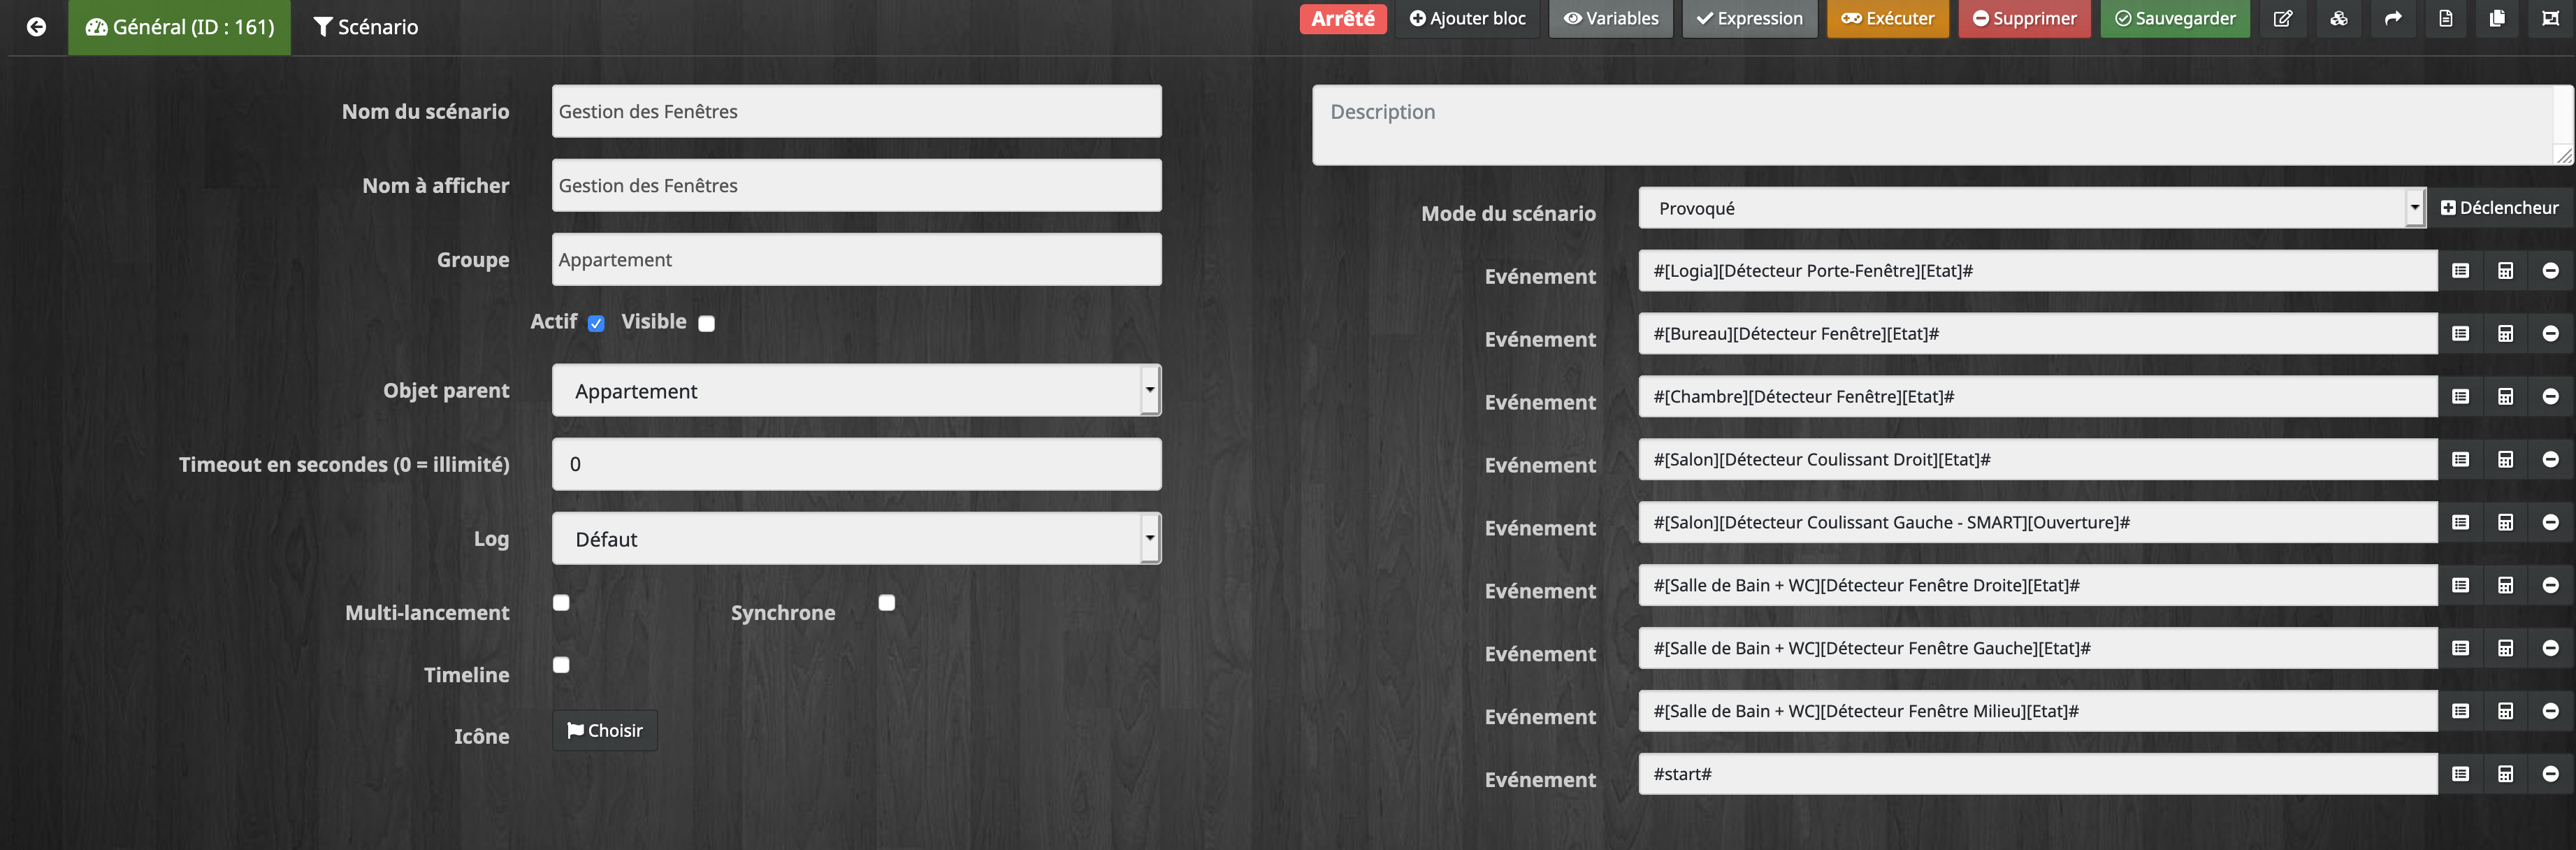 Général (ID : 161) Scénario Arrêté Ajouter bloc Variables Expression Exécuter Supprimer Sauvegarder
Nom du scénario Gestion des Fenêtres
Nom à afficher Gestion des Fenêtres
Groupe Appartement
Actif Visible
Objet parent Appartement
Timeout en secondes (0 = illimité) 0
Log Défaut
Multi-lancement Synchrone
Timeline
Icône Choisir
Description
Mode du scénario Provoqué Déclencheur
Evénement #[Logia][Détecteur Porte-Fenêtre][Etat]#
Evénement #[Bureau][Détecteur Fenêtre][Etat]#
Evénement #[Chambre][Détecteur Fenêtre][Etat]#
Evénement #[Salon][Détecteur Coulissant Droit][Etat]#
Evénement #[Salon][Détecteur Coulissant Gauche - SMART][Ouverture]#
Evénement #[Salle de Bain + WC][Détecteur Fenêtre Droite][Etat]#
Evénement #[Salle de Bain + WC][Détecteur Fenêtre Gauche][Etat]#
Evénement #[Salle de Bain + WC][Détecteur Fenêtre Milieu][Etat]#
Evénement #start#